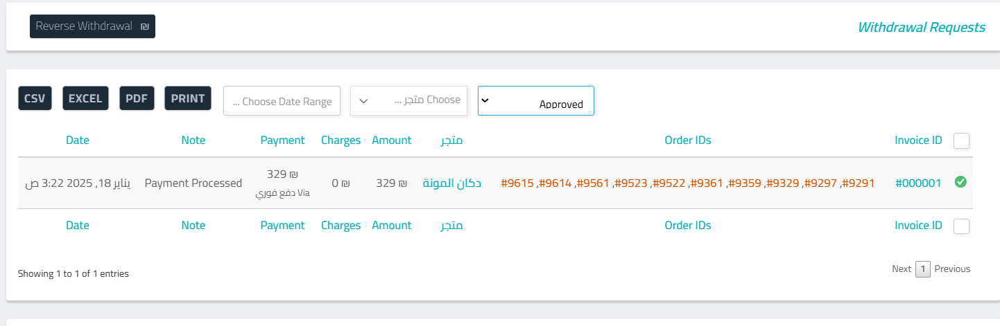 Withdrawal Requests
Reverse Withdrawal ₪
CSV EXCEL PDF PRINT Choose Date Range ... Choose متجر ... Approved
Date Note Payment Charges Amount متجر Order IDs Invoice ID
يناير 18, 2025 3:22 ص Payment Processed 329 ₪ 0 ₪ 329 ₪ دكان المونة #9291, #9297, #9329, #9359, #9361, #9522, #9523, #9561, #9614, #9615 #000001
Via دفع فوري
Date Note Payment Charges Amount متجر Order IDs Invoice ID
Showing 1 to 1 of 1 entries
Next 1 Previous